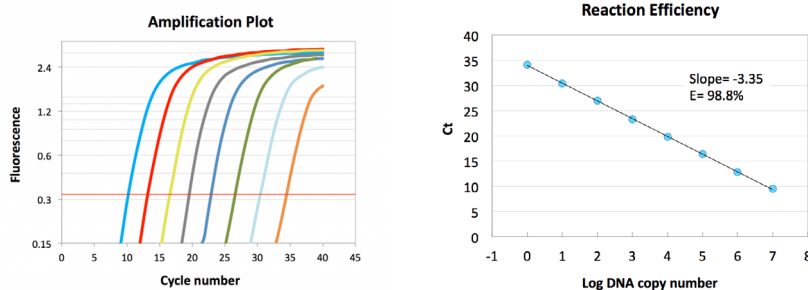 Amplification Plot
Fluorescence
2.4
1.2
0.6
0.3
0.15
0 5 10 15 20 25 30 35 40 45
Cycle number
Reaction Efficiency
Ct
40
35
30
25
20
15
10
5
0
Slope= -3.35
E= 98.8%
-1 0 1 2 3 4 5 6 7 8
Log DNA copy number